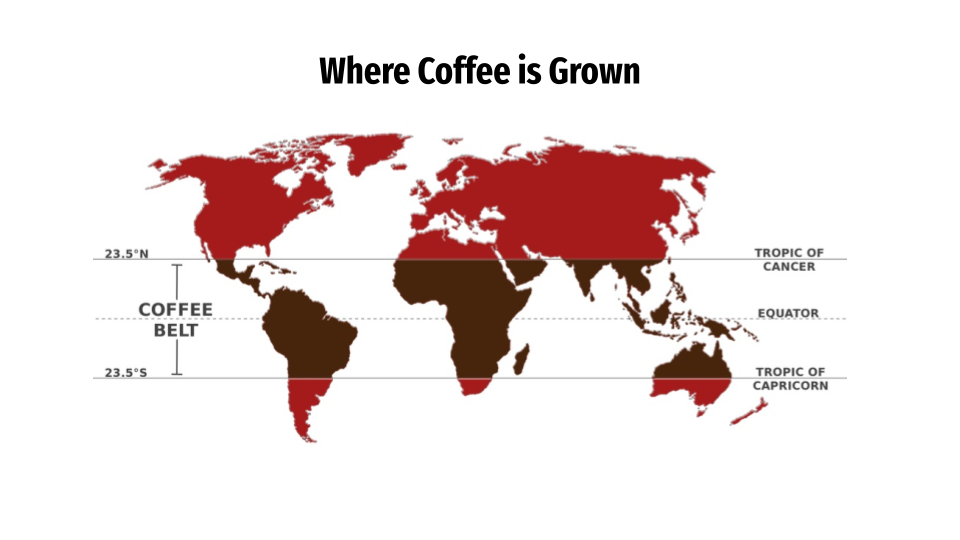 Where Coffee is Grown
23.5°N
TROPIC OF
CANCER
COFFEE
BELT
EQUATOR
23.5°S
TROPIC OF
CAPRICORN